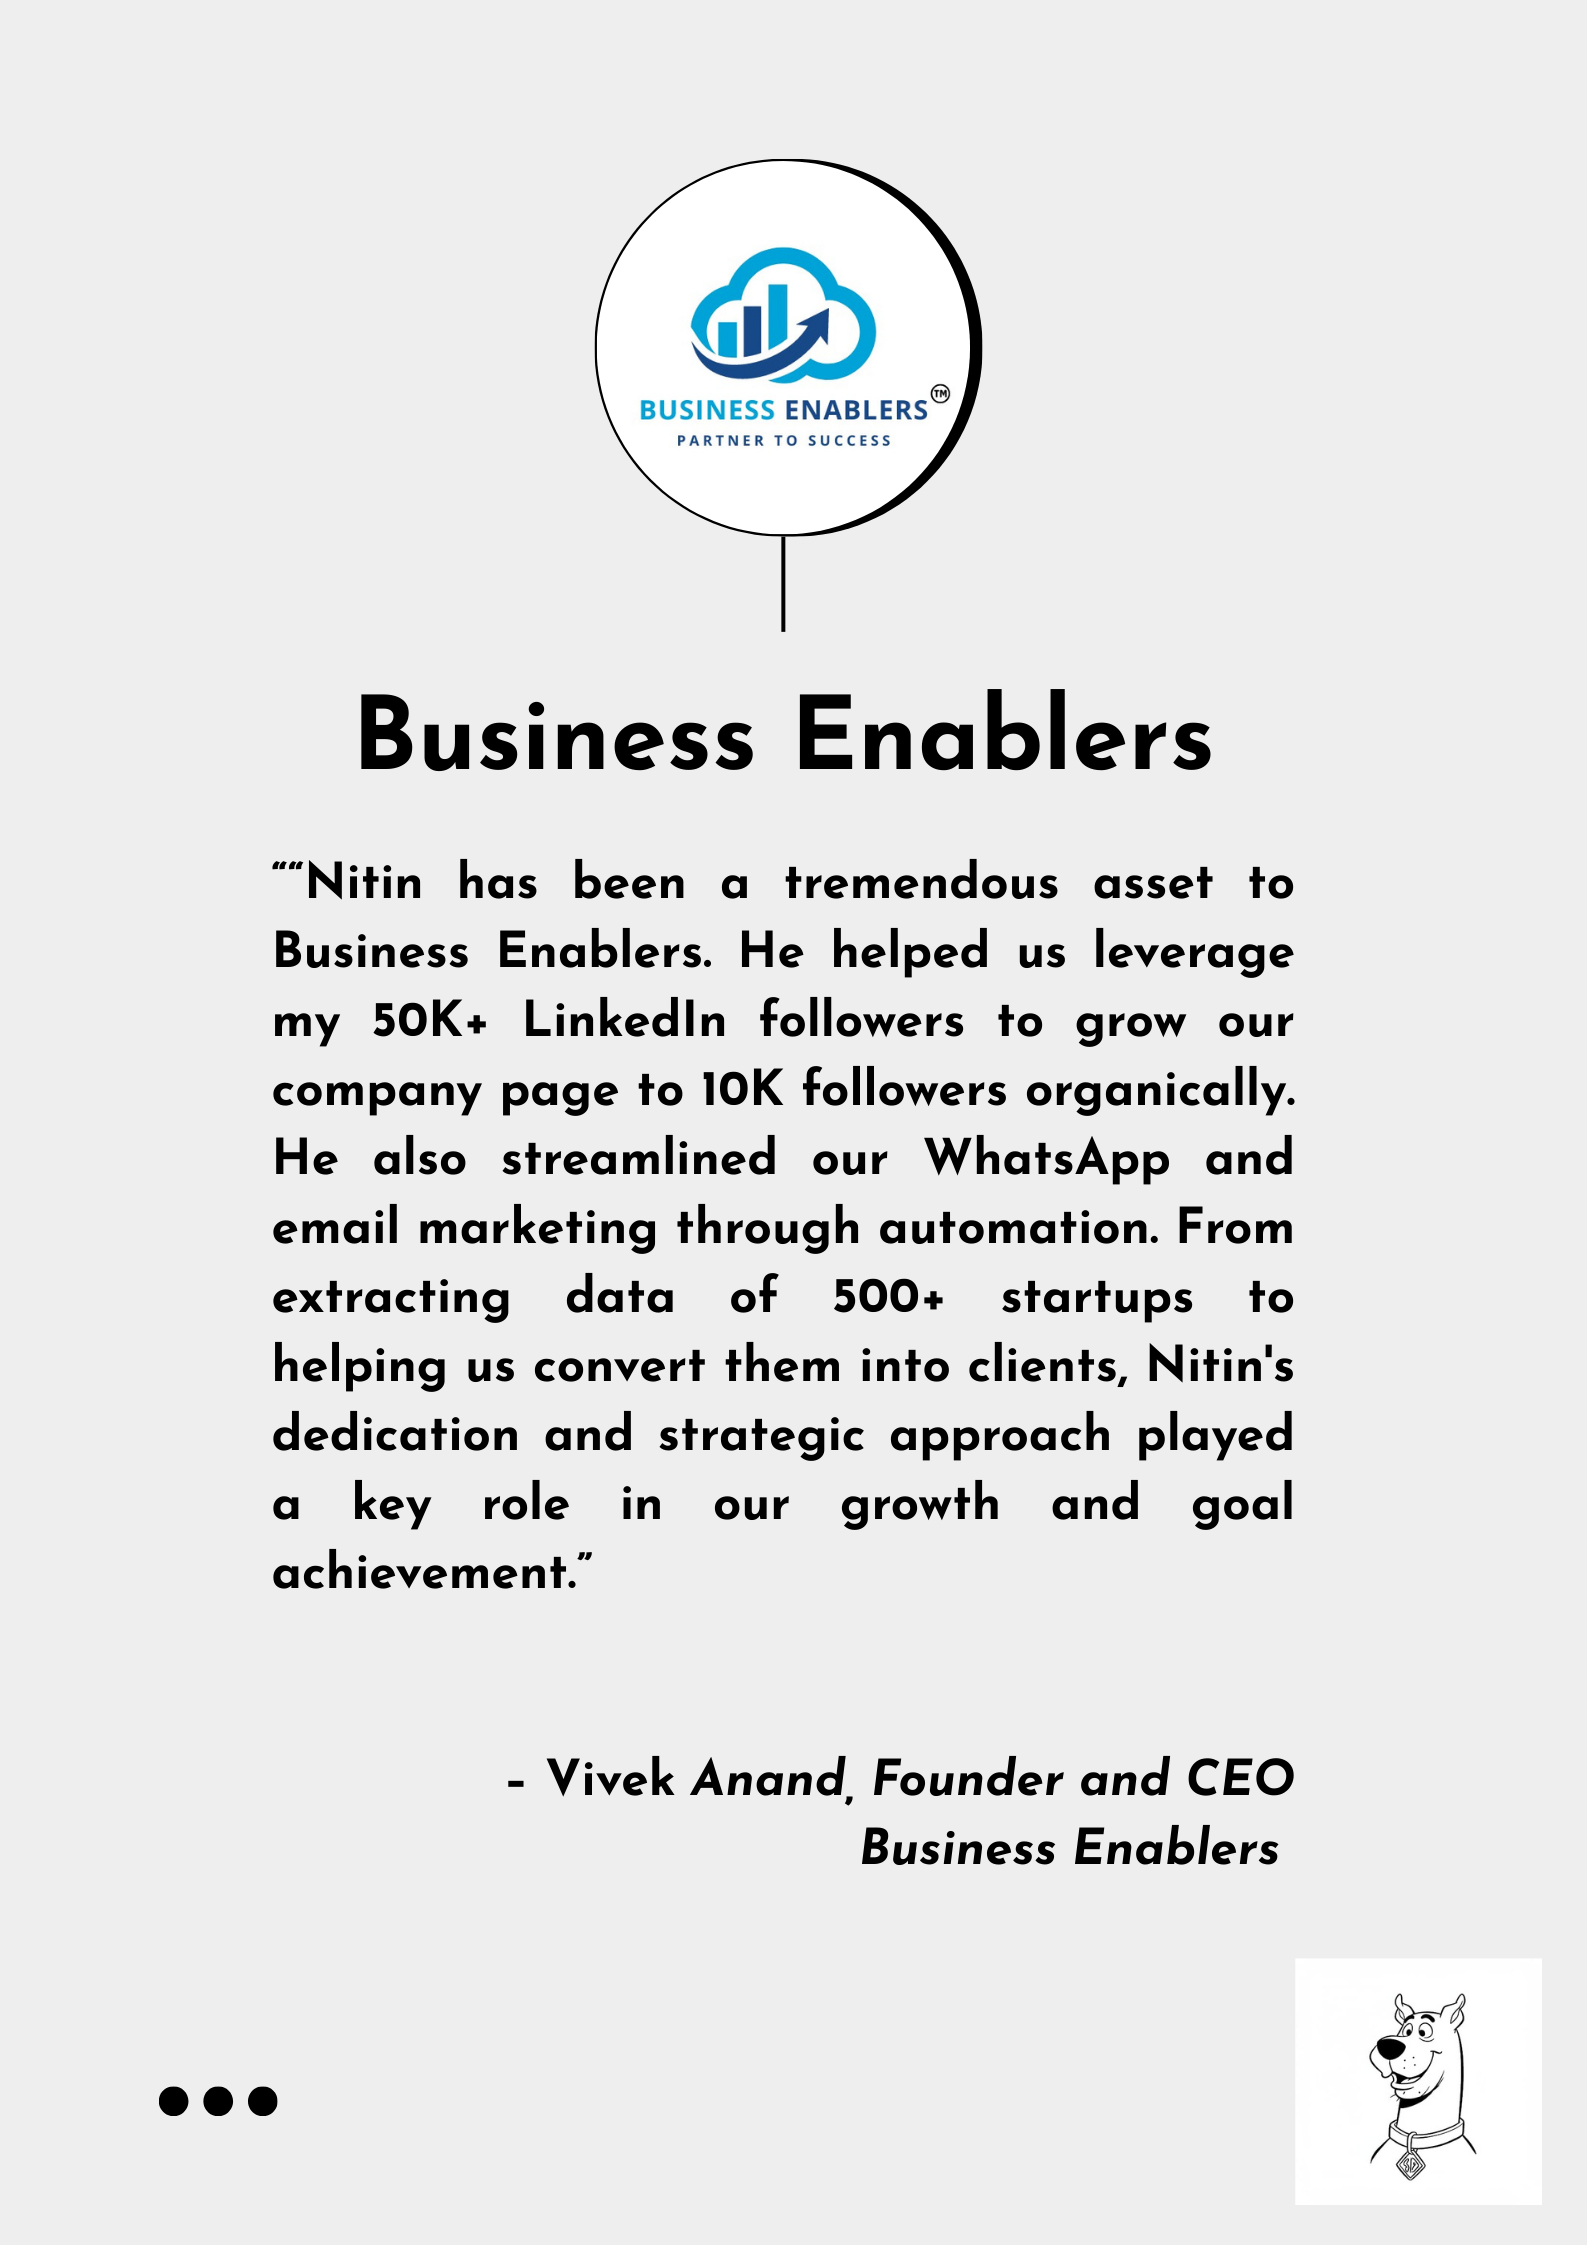 BUSINESS ENABLERS™
PARTNER TO SUCCESS
Business Enablers
““Nitin has been a tremendous asset to
Business Enablers. He helped us leverage
my 50K+ LinkedIn followers to grow our
company page to 10K followers organically.
He also streamlined our WhatsApp and
email marketing through automation. From
extracting data of 500+ startups to
helping us convert them into clients, Nitin's
dedication and strategic approach played
a key role in our growth and goal
achievement.”
– Vivek Anand, Founder and CEO
Business Enablers
SD